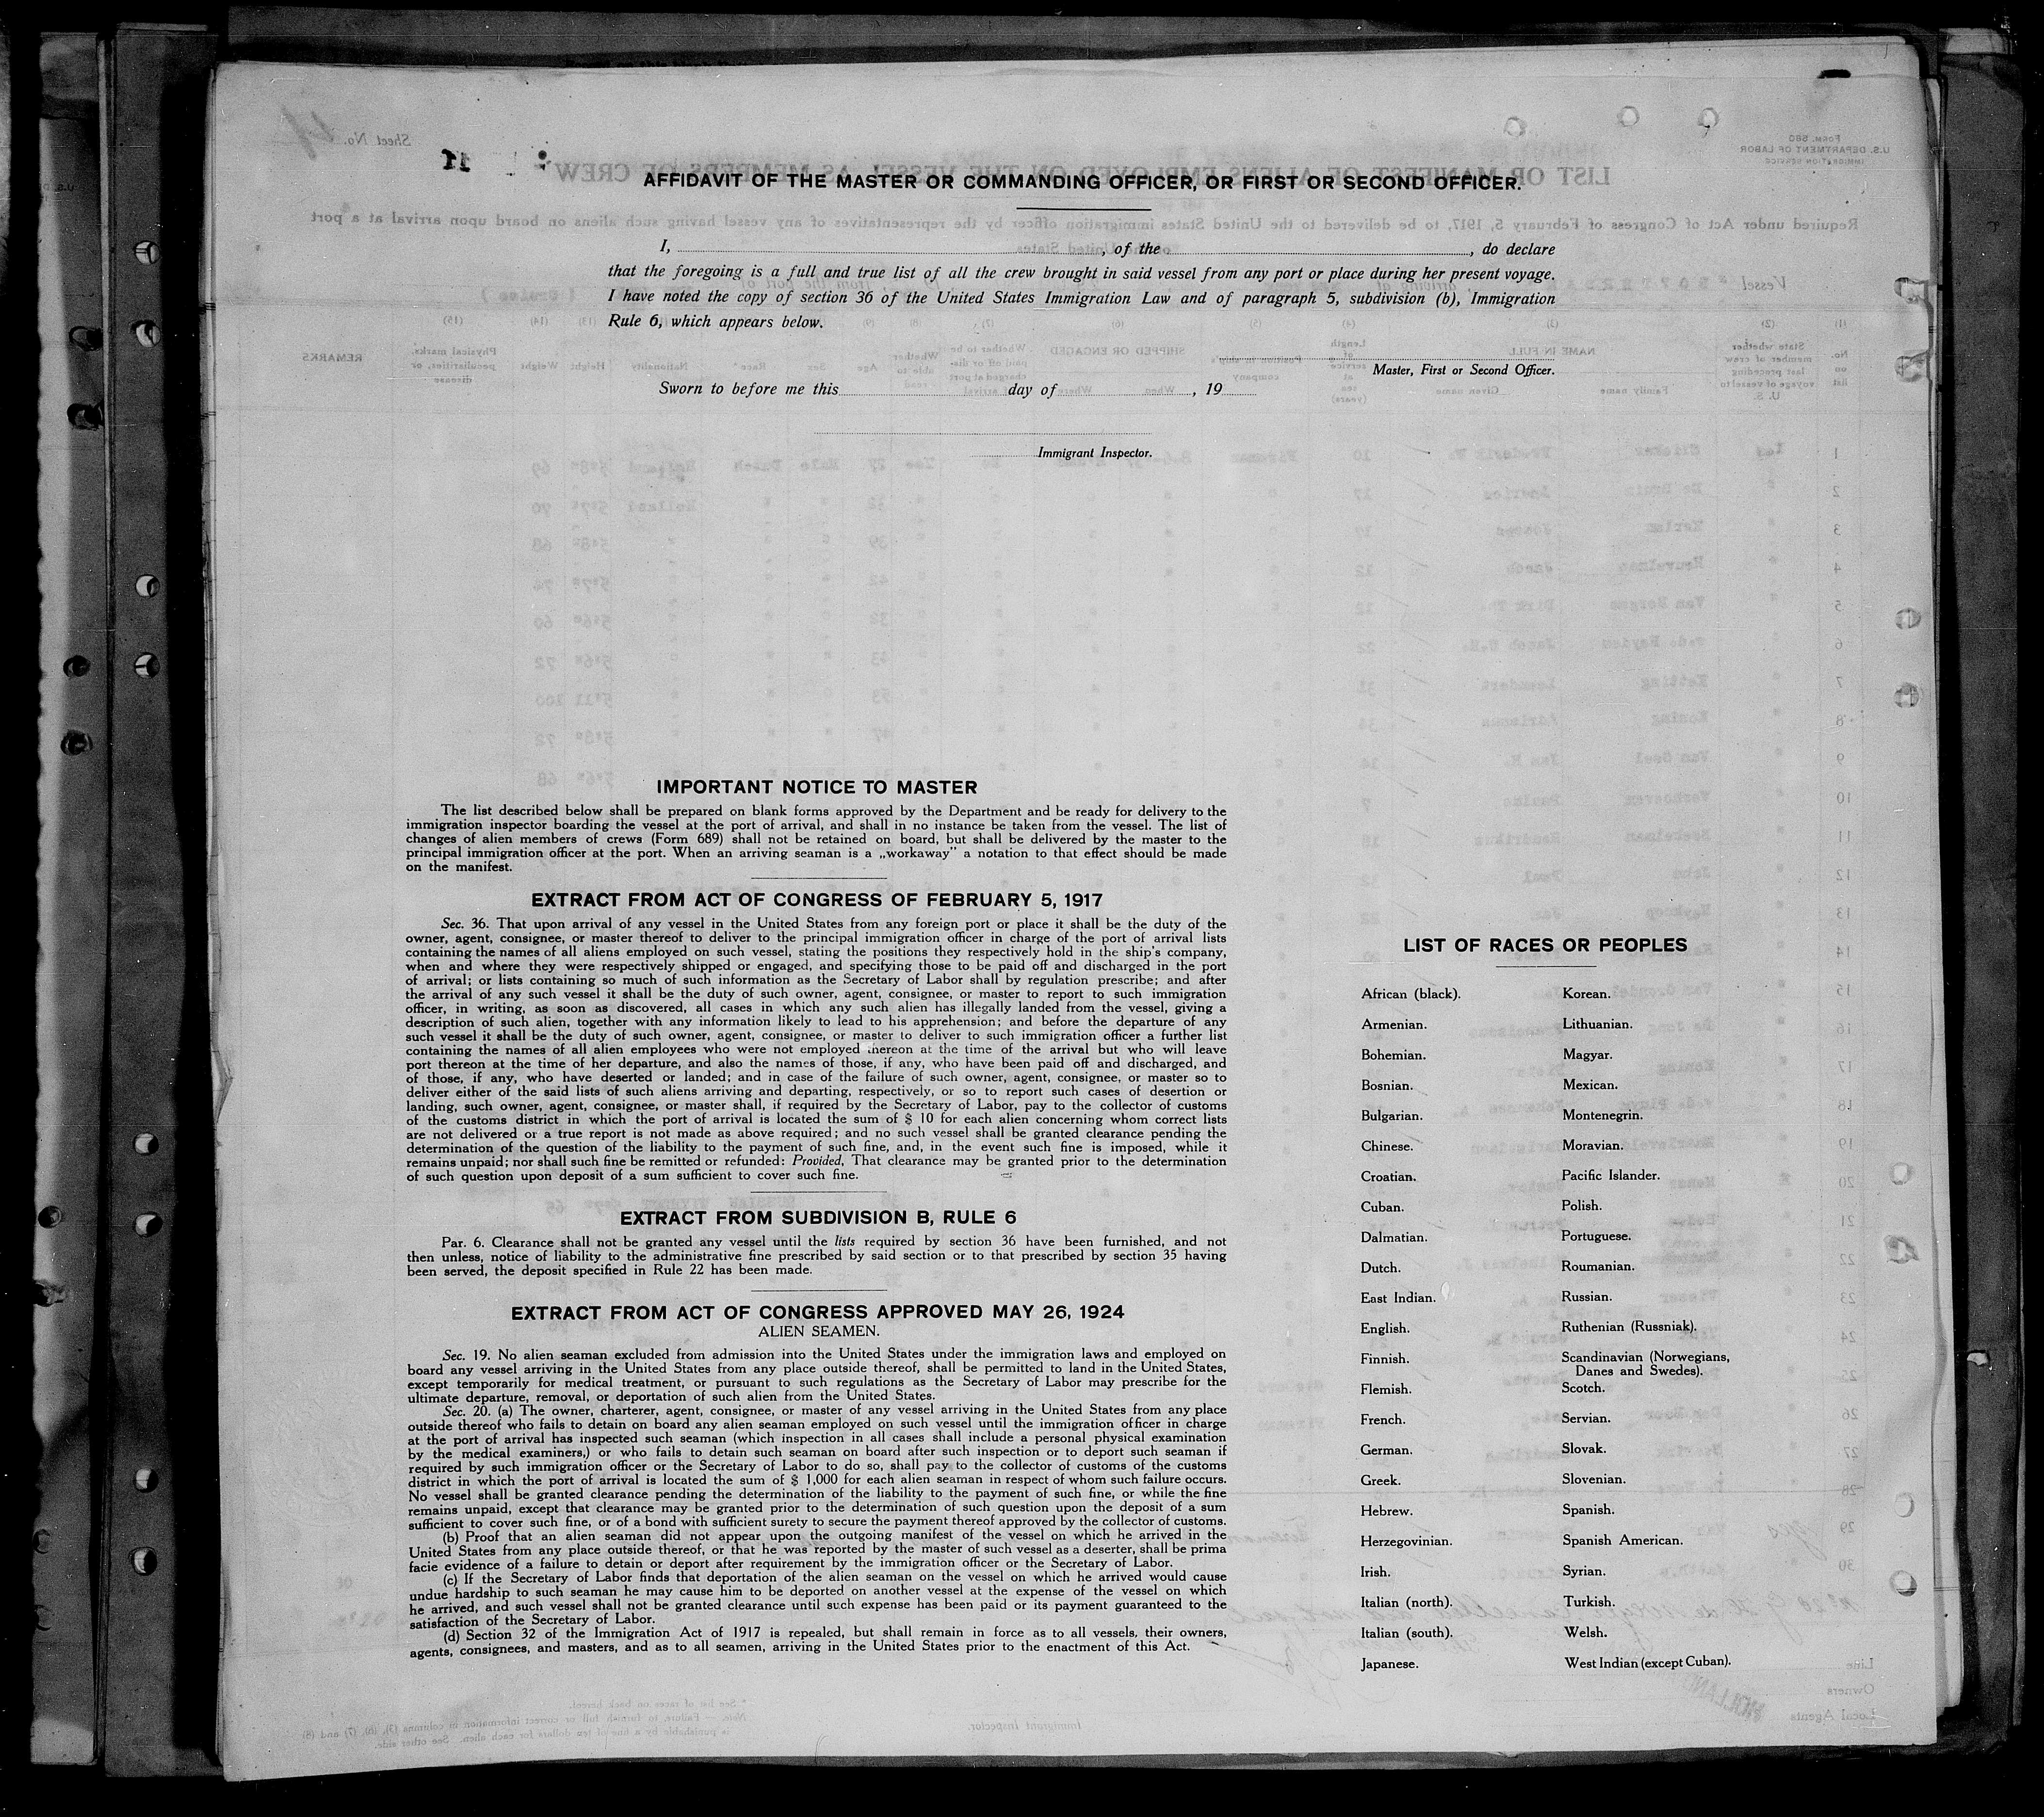 11
AFFIDAVIT OF THE MASTER OR COMMANDING OFFICER, OR FIRST OR SECOND OFFICER.
I, , of the , do declare
that the foregoing is a full and true list of all the crew brought in said vessel from any port or place during her present voyage.
I have noted the copy of section 36 of the United States Immigration Law and of paragraph 5, subdivision (b), Immigration
Rule 6, which appears below.
Master, First or Second Officer.
Sworn to before me this day of , 19
Immigrant Inspector.
IMPORTANT NOTICE TO MASTER
The list described below shall be prepared on blank forms approved by the Department and be ready for delivery to the
immigration inspector boarding the vessel at the port of arrival, and shall in no instance be taken from the vessel. The list of
changes of alien members of crews (Form 689) shall not be retained on board, but shall be delivered by the master to the
principal immigration officer at the port. When an arriving seaman is a „workaway" a notation to that effect should be made
on the manifest.
EXTRACT FROM ACT OF CONGRESS OF FEBRUARY 5, 1917
Sec. 36. That upon arrival of any vessel in the United States from any foreign port or place it shall be the duty of the
owner, agent, consignee, or master thereof to deliver to the principal immigration officer in charge of the port of arrival lists
containing the names of all aliens employed on such vessel, stating the positions they respectively hold in the ship's company,
when and where they were respectively shipped or engaged, and specifying those to be paid off and discharged in the port
of arrival; or lists containing so much of such information as the Secretary of Labor shall by regulation prescribe; and after
the arrival of any such vessel it shall be the duty of such owner, agent, consignee, or master to report to such immigration
officer, in writing, as soon as discovered, all cases in which any such alien has illegally landed from the vessel, giving a
description of such alien, together with any information likely to lead to his apprehension; and before the departure of any
such vessel it shall be the duty of such owner, agent, consignee, or master to deliver to such immigration officer a further list
containing the names of all alien employees who were not employed thereon at the time of the arrival but who will leave
port thereon at the time of her departure, and also the names of those, if any, who have been paid off and discharged, and
of those, if any, who have deserted or landed; and in case of the failure of such owner, agent, consignee, or master so to
deliver either of the said lists of such aliens arriving and departing, respectively, or so to report such cases of desertion or
landing, such owner, agent, consignee, or master shall, if required by the Secretary of Labor, pay to the collector of customs
of the customs district in which the port of arrival is located the sum of $ 10 for each alien concerning whom correct lists
are not delivered or a true report is not made as above required; and no such vessel shall be granted clearance pending the
determination of the question of the liability to the payment of such fine, and, in the event such fine is imposed, while it
remains unpaid; nor shall such fine be remitted or refunded: Provided, That clearance may be granted prior to the determination
of such question upon deposit of a sum sufficient to cover such fine.
EXTRACT FROM SUBDIVISION B, RULE 6
Par. 6. Clearance shall not be granted any vessel until the lists required by section 36 have been furnished, and not
then unless, notice of liability to the administrative fine prescribed by said section or to that prescribed by section 35 having
been served, the deposit specified in Rule 22 has been made.
EXTRACT FROM ACT OF CONGRESS APPROVED MAY 26, 1924
ALIEN SEAMEN.
Sec. 19. No alien seaman excluded from admission into the United States under the immigration laws and employed on
board any vessel arriving in the United States from any place outside thereof, shall be permitted to land in the United States,
except temporarily for medical treatment, or pursuant to such regulations as the Secretary of Labor may prescribe for the
ultimate departure, removal, or deportation of such alien from the United States.
Sec. 20. (a) The owner, charterer, agent, consignee, or master of any vessel arriving in the United States from any place
outside thereof who fails to detain on board any alien seaman employed on such vessel until the immigration officer in charge
at the port of arrival has inspected such seaman (which inspection in all cases shall include a personal physical examination
by the medical examiners,) or who fails to detain such seaman on board after such inspection or to deport such seaman if
required by such immigration officer or the Secretary of Labor to do so, shall pay to the collector of customs of the customs
district in which the port of arrival is located the sum of $ 1,000 for each alien seaman in respect of whom such failure occurs.
No vessel shall be granted clearance pending the determination of the liability to the payment of such fine, or while the fine
remains unpaid, except that clearance may be granted prior to the determination of such question upon the deposit of a sum
sufficient to cover such fine, or of a bond with sufficient surety to secure the payment thereof approved by the collector of customs.
(b) Proof that an alien seaman did not appear upon the outgoing manifest of the vessel on which he arrived in the
United States from any place outside thereof, or that he was reported by the master of such vessel as a deserter, shall be prima
facie evidence of a failure to detain or deport after requirement by the immigration officer or the Secretary of Labor.
(c) If the Secretary of Labor finds that deportation of the alien seaman on the vessel on which he arrived would cause
undue hardship to such seaman he may cause him to be deported on another vessel at the expense of the vessel on which
he arrived, and such vessel shall not be granted clearance until such expense has been paid or its payment guaranteed to the
satisfaction of the Secretary of Labor.
(d) Section 32 of the Immigration Act of 1917 is repealed, but shall remain in force as to all vessels, their owners,
agents, consignees, and masters, and as to all seamen, arriving in the United States prior to the enactment of this Act.
LIST OF RACES OR PEOPLES
African (black).
Armenian.
Bohemian.
Bosnian.
Bulgarian.
Chinese.
Croatian.
Cuban.
Dalmatian.
Dutch.
East Indian.
English.
Finnish.
Flemish.
French.
German.
Greek.
Hebrew.
Herzegovinian.
Irish.
Italian (north).
Italian (south).
Japanese.
Korean.
Lithuanian.
Magyar.
Mexican.
Montenegrin.
Moravian.
Pacific Islander.
Polish.
Portuguese.
Roumanian.
Russian.
Ruthenian (Russniak).
Scandinavian (Norwegians,
Danes and Swedes).
Scotch.
Servian.
Slovak.
Slovenian.
Spanish.
Spanish American.
Syrian.
Turkish.
Welsh.
West Indian (except Cuban).